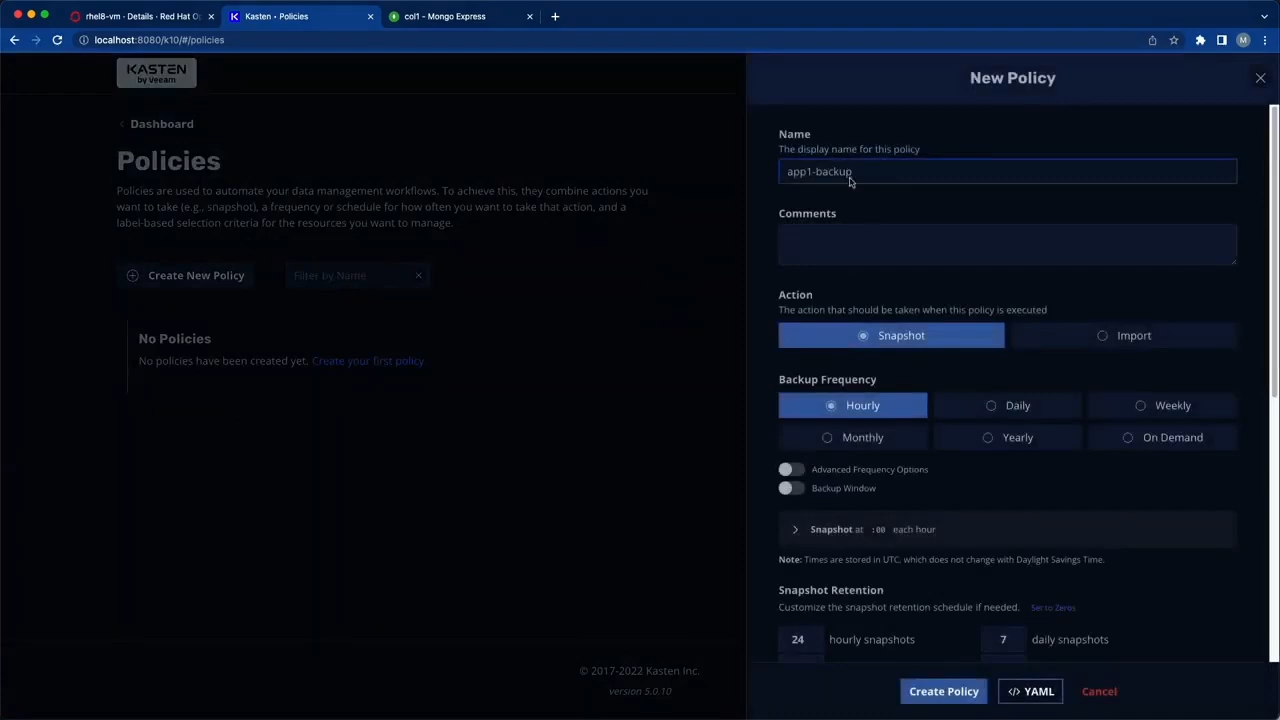 rhel8-vm - Details · Red Hat Op
Kasten • Policies
col1 - Mongo Express
localhost:8080/k10/#/policies
M
KASTEN
by Veeam
Dashboard
Policies
Policies are used to automate your data management workflows. To achieve this, they combine actions you
want to take (e.g., snapshot), a frequency or schedule for how often you want to take that action, and a
label-based selection criteria for the resources you want to manage.
Create New Policy
Filter by Name
No Policies
No policies have been created yet. Create your first policy
© 2017-2022 Kasten Inc.
version 5.0.10
New Policy
Name
The display name for this policy
app1-backup
Comments
Action
The action that should be taken when this policy is executed
Snapshot
Import
Backup Frequency
Hourly
Daily
Weekly
Monthly
Yearly
On Demand
Advanced Frequency Options
Backup Window
Snapshot at :00 each hour
Note: Times are stored in UTC, which does not change with Daylight Savings Time.
Snapshot Retention
Customize the snapshot retention schedule if needed. Set to Zeros
24 hourly snapshots
7 daily snapshots
Create Policy
</> YAML
Cancel